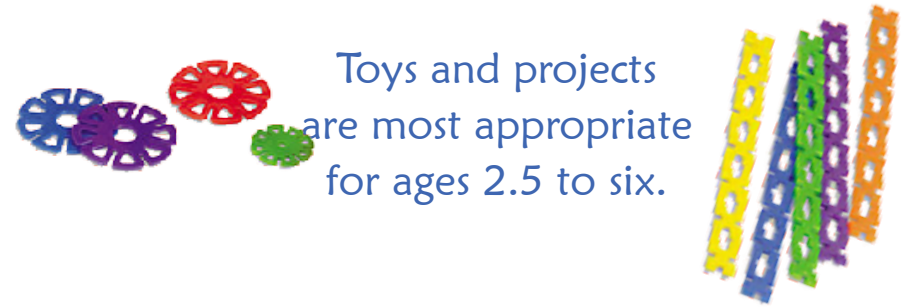 Toys and projects
are most appropriate
for ages 2.5 to six.